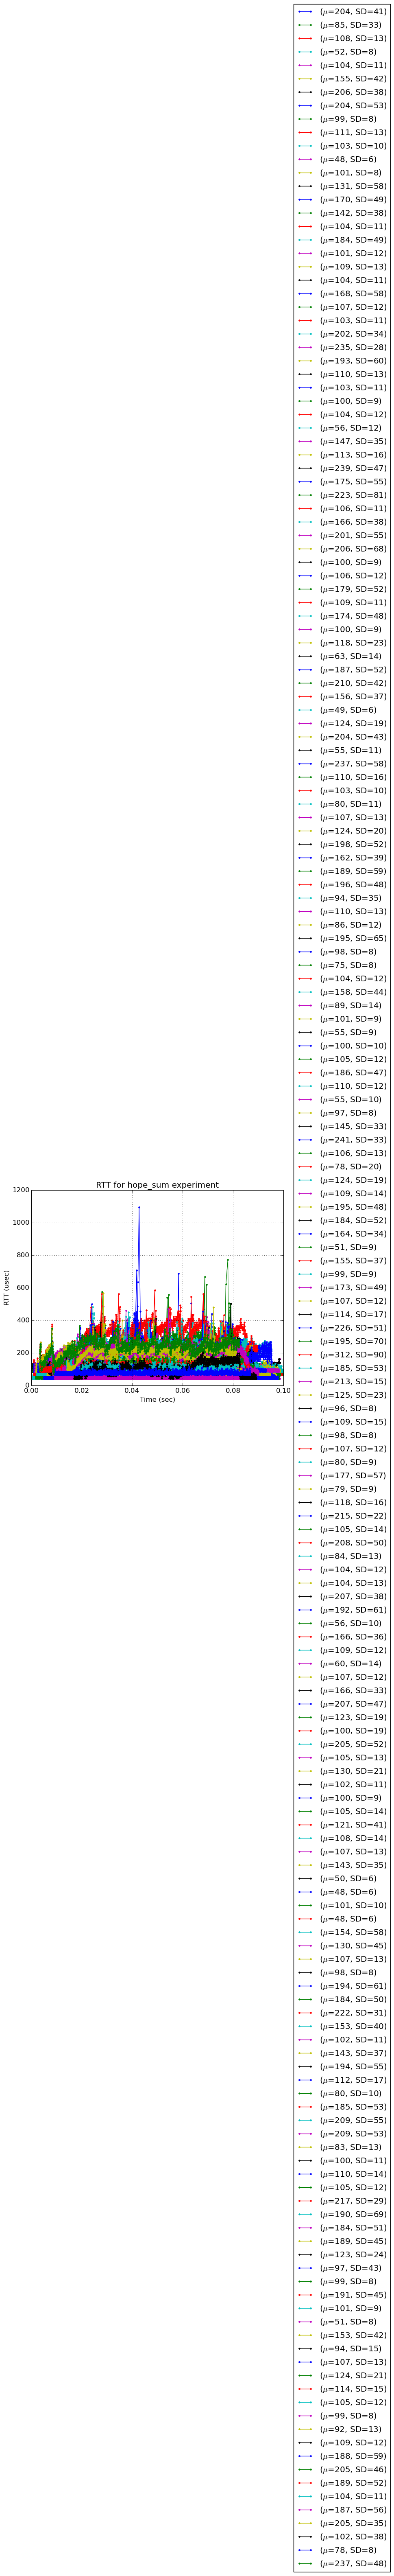 (μ=204, SD=41)
(μ=85, SD=33)
(μ=108, SD=13)
(μ=52, SD=8)
(μ=104, SD=11)
(μ=155, SD=42)
(μ=206, SD=38)
(μ=204, SD=53)
(μ=99, SD=8)
(μ=111, SD=13)
(μ=103, SD=10)
(μ=48, SD=6)
(μ=101, SD=8)
(μ=131, SD=58)
(μ=170, SD=49)
(μ=142, SD=38)
(μ=104, SD=11)
(μ=184, SD=49)
(μ=101, SD=12)
(μ=109, SD=13)
(μ=104, SD=11)
(μ=168, SD=58)
(μ=107, SD=12)
(μ=103, SD=11)
(μ=202, SD=34)
(μ=235, SD=28)
(μ=193, SD=60)
(μ=110, SD=13)
(μ=103, SD=11)
(μ=100, SD=9)
(μ=104, SD=12)
(μ=56, SD=12)
(μ=147, SD=35)
(μ=113, SD=16)
(μ=239, SD=47)
(μ=175, SD=55)
(μ=223, SD=81)
(μ=106, SD=11)
(μ=166, SD=38)
(μ=201, SD=55)
(μ=206, SD=68)
(μ=100, SD=9)
(μ=106, SD=12)
(μ=179, SD=52)
(μ=109, SD=11)
(μ=174, SD=48)
(μ=100, SD=9)
(μ=118, SD=23)
(μ=63, SD=14)
(μ=187, SD=52)
(μ=210, SD=42)
(μ=156, SD=37)
(μ=49, SD=6)
(μ=124, SD=19)
(μ=204, SD=43)
(μ=55, SD=11)
(μ=237, SD=58)
(μ=110, SD=16)
(μ=103, SD=10)
(μ=80, SD=11)
(μ=107, SD=13)
(μ=124, SD=20)
(μ=198, SD=52)
(μ=162, SD=39)
(μ=189, SD=59)
(μ=196, SD=48)
(μ=94, SD=35)
(μ=110, SD=13)
(μ=86, SD=12)
(μ=195, SD=65)
(μ=98, SD=8)
(μ=75, SD=8)
(μ=104, SD=12)
(μ=158, SD=44)
(μ=89, SD=14)
(μ=101, SD=9)
(μ=55, SD=9)
(μ=100, SD=10)
(μ=105, SD=12)
(μ=186, SD=47)
(μ=110, SD=12)
(μ=55, SD=10)
(μ=97, SD=8)
(μ=145, SD=33)
(μ=241, SD=33)
(μ=106, SD=13)
(μ=78, SD=20)
(μ=124, SD=19)
(μ=109, SD=14)
(μ=195, SD=48)
(μ=184, SD=52)
(μ=164, SD=34)
(μ=51, SD=9)
(μ=155, SD=37)
(μ=99, SD=9)
(μ=173, SD=49)
(μ=107, SD=12)
(μ=114, SD=17)
(μ=226, SD=51)
(μ=195, SD=70)
(μ=312, SD=90)
(μ=185, SD=53)
(μ=213, SD=15)
(μ=125, SD=23)
(μ=96, SD=8)
(μ=109, SD=15)
(μ=98, SD=8)
(μ=107, SD=12)
(μ=80, SD=9)
(μ=177, SD=57)
(μ=79, SD=9)
(μ=118, SD=16)
(μ=215, SD=22)
(μ=105, SD=14)
(μ=208, SD=50)
(μ=84, SD=13)
(μ=104, SD=12)
(μ=104, SD=13)
(μ=207, SD=38)
(μ=192, SD=61)
(μ=56, SD=10)
(μ=166, SD=36)
(μ=109, SD=12)
(μ=60, SD=14)
(μ=107, SD=12)
(μ=166, SD=33)
(μ=207, SD=47)
(μ=123, SD=19)
(μ=100, SD=19)
(μ=205, SD=52)
(μ=105, SD=13)
(μ=130, SD=21)
(μ=102, SD=11)
(μ=100, SD=9)
(μ=105, SD=14)
(μ=121, SD=41)
(μ=108, SD=14)
(μ=107, SD=13)
(μ=143, SD=35)
(μ=50, SD=6)
(μ=48, SD=6)
(μ=101, SD=10)
(μ=48, SD=6)
(μ=154, SD=58)
(μ=130, SD=45)
(μ=107, SD=13)
(μ=98, SD=8)
(μ=194, SD=61)
(μ=184, SD=50)
(μ=222, SD=31)
(μ=153, SD=40)
(μ=102, SD=11)
(μ=143, SD=37)
(μ=194, SD=55)
(μ=112, SD=17)
(μ=80, SD=10)
(μ=185, SD=53)
(μ=209, SD=55)
(μ=209, SD=53)
(μ=83, SD=13)
(μ=100, SD=11)
(μ=110, SD=14)
(μ=105, SD=12)
(μ=217, SD=29)
(μ=190, SD=69)
(μ=184, SD=51)
(μ=189, SD=45)
(μ=123, SD=24)
(μ=97, SD=43)
(μ=99, SD=8)
(μ=191, SD=45)
(μ=101, SD=9)
(μ=51, SD=8)
(μ=153, SD=42)
(μ=94, SD=15)
(μ=107, SD=13)
(μ=124, SD=21)
(μ=114, SD=15)
(μ=105, SD=12)
(μ=99, SD=8)
(μ=92, SD=13)
(μ=109, SD=12)
(μ=188, SD=59)
(μ=205, SD=46)
(μ=189, SD=52)
(μ=104, SD=11)
(μ=187, SD=56)
(μ=205, SD=35)
(μ=102, SD=38)
(μ=78, SD=8)
(μ=237, SD=48)
RTT for hope_sum experiment
RTT (usec)
1200
1000
800
600
400
200
0
0.00 0.02 0.04 0.06 0.08 0.10
Time (sec)